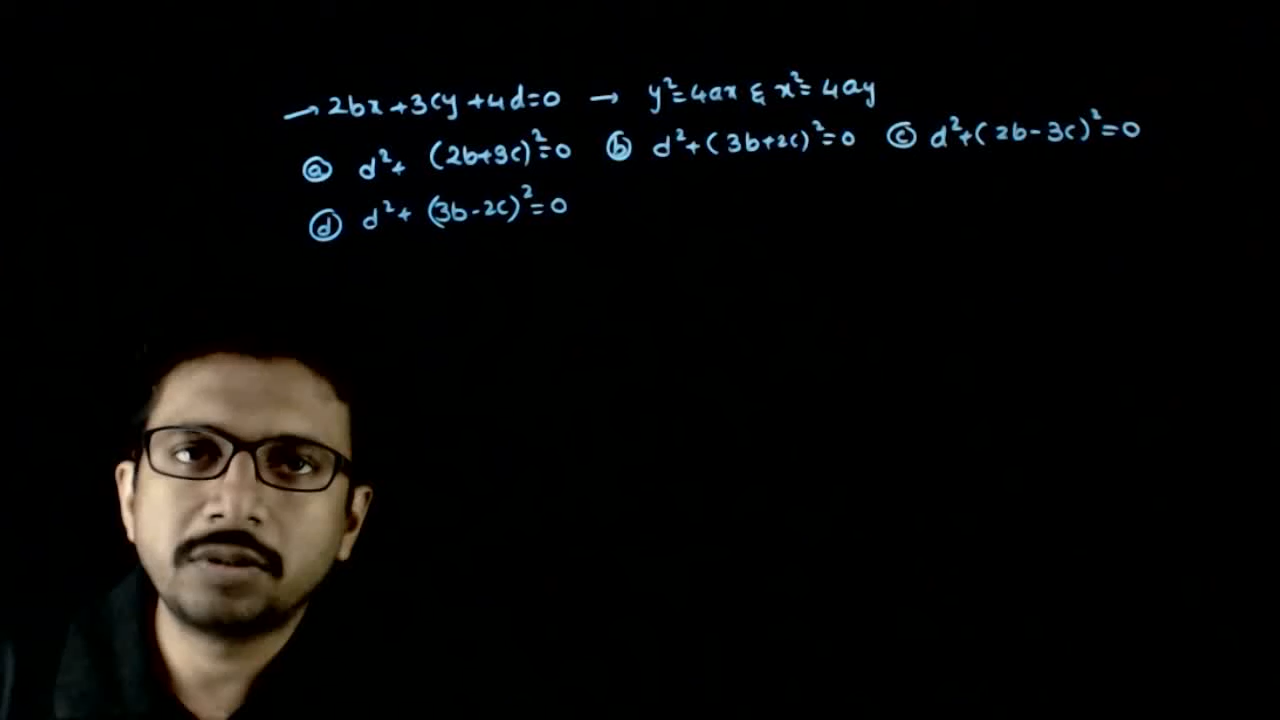 → 2bx+3cy+4d=0 → y²=4ax & x²=4ay
ⓐ d²+(2b+3c)²=0 ⓑ d²+(3b+2c)²=0 ⓒ d²+(2b-3c)²=0
ⓓ d²+(3b-2c)²=0